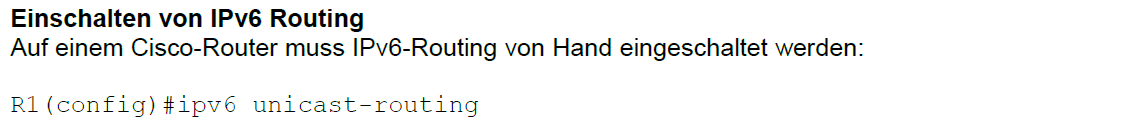 Einschalten von IPv6 Routing
Auf einem Cisco-Router muss IPv6-Routing von Hand eingeschaltet werden:
R1(config)#ipv6 unicast-routing